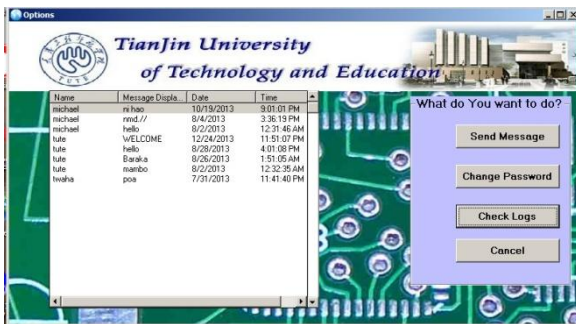 Options
TianJin University
of Technology and Education
TUTE
Name Message Displa... Date Time
michael ni hao 10/19/2013 9:01:01 PM
michael nmd.// 8/4/2013 3:36:19 PM
michael hello 8/2/2013 12:31:46 AM
tute WELCOME 12/24/2013 11:51:07 PM
tute hello 8/28/2013 4:01:08 PM
tute Baraka 8/26/2013 1:51:05 AM
tute mambo 8/2/2013 12:32:35 AM
twaha poa 7/31/2013 11:41:40 PM
What do You want to do?
Send Message
Change Password
Check Logs
Cancel